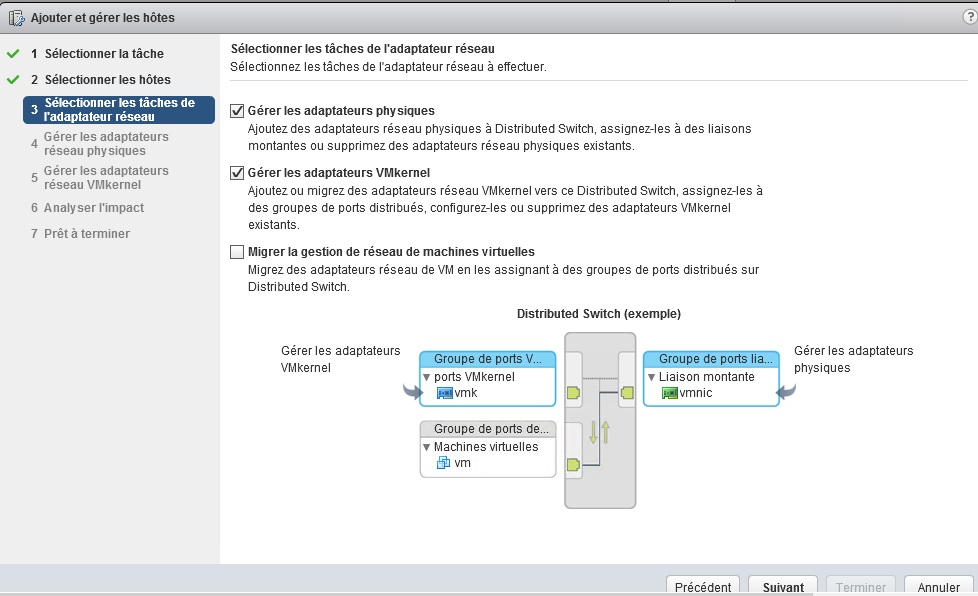 Ajouter et gérer les hôtes
?
1 Sélectionner la tâche
2 Sélectionner les hôtes
3 Sélectionner les tâches de
l'adaptateur réseau
4 Gérer les adaptateurs
réseau physiques
5 Gérer les adaptateurs
réseau VMkernel
6 Analyser l'impact
7 Prêt à terminer
Sélectionner les tâches de l'adaptateur réseau
Sélectionnez les tâches de l'adaptateur réseau à effectuer.
Gérer les adaptateurs physiques
Ajoutez des adaptateurs réseau physiques à Distributed Switch, assignez-les à des liaisons
montantes ou supprimez des adaptateurs réseau physiques existants.
Gérer les adaptateurs VMkernel
Ajoutez ou migrez des adaptateurs réseau VMkernel vers ce Distributed Switch, assignez-les à
des groupes de ports distribués, configurez-les ou supprimez des adaptateurs VMkernel
existants.
Migrer la gestion de réseau de machines virtuelles
Migrez des adaptateurs réseau de VM en les assignant à des groupes de ports distribués sur
Distributed Switch.
Distributed Switch (exemple)
Gérer les adaptateurs
VMkernel
Groupe de ports V...
ports VMkernel
vmk
Groupe de ports de...
Machines virtuelles
vm
Groupe de ports lia...
Liaison montante
vmnic
Gérer les adaptateurs
physiques
Précédent
Suivant
Terminer
Annuler